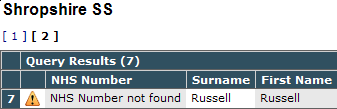 Shropshire SS
[ 1 ] [ 2 ]
Query Results (7)
NHS Number Surname First Name
7 NHS Number not found Russell Russell